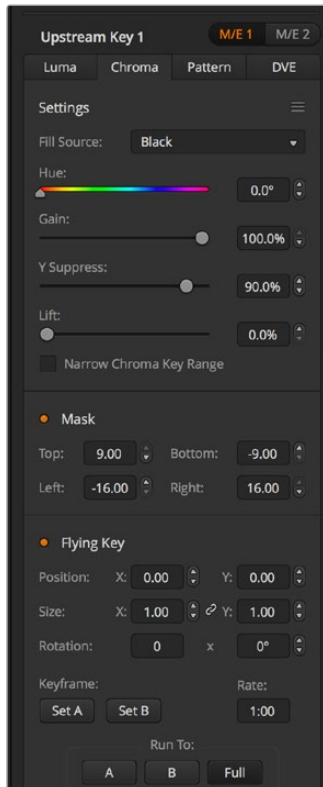 Upstream Key 1 M/E 1 M/E 2
Luma Chroma Pattern DVE
Settings
Fill Source: Black
Hue:
0.0°
Gain:
100.0%
Y Suppress:
90.0%
Lift:
0.0%
Narrow Chroma Key Range
Mask
Top: 9.00 Bottom: -9.00
Left: -16.00 Right: 16.00
Flying Key
Position: X: 0.00 Y: 0.00
Size: X: 1.00 Y: 1.00
Rotation: 0 x 0°
Keyframe: Rate:
Set A Set B 1:00
Run To:
A B Full